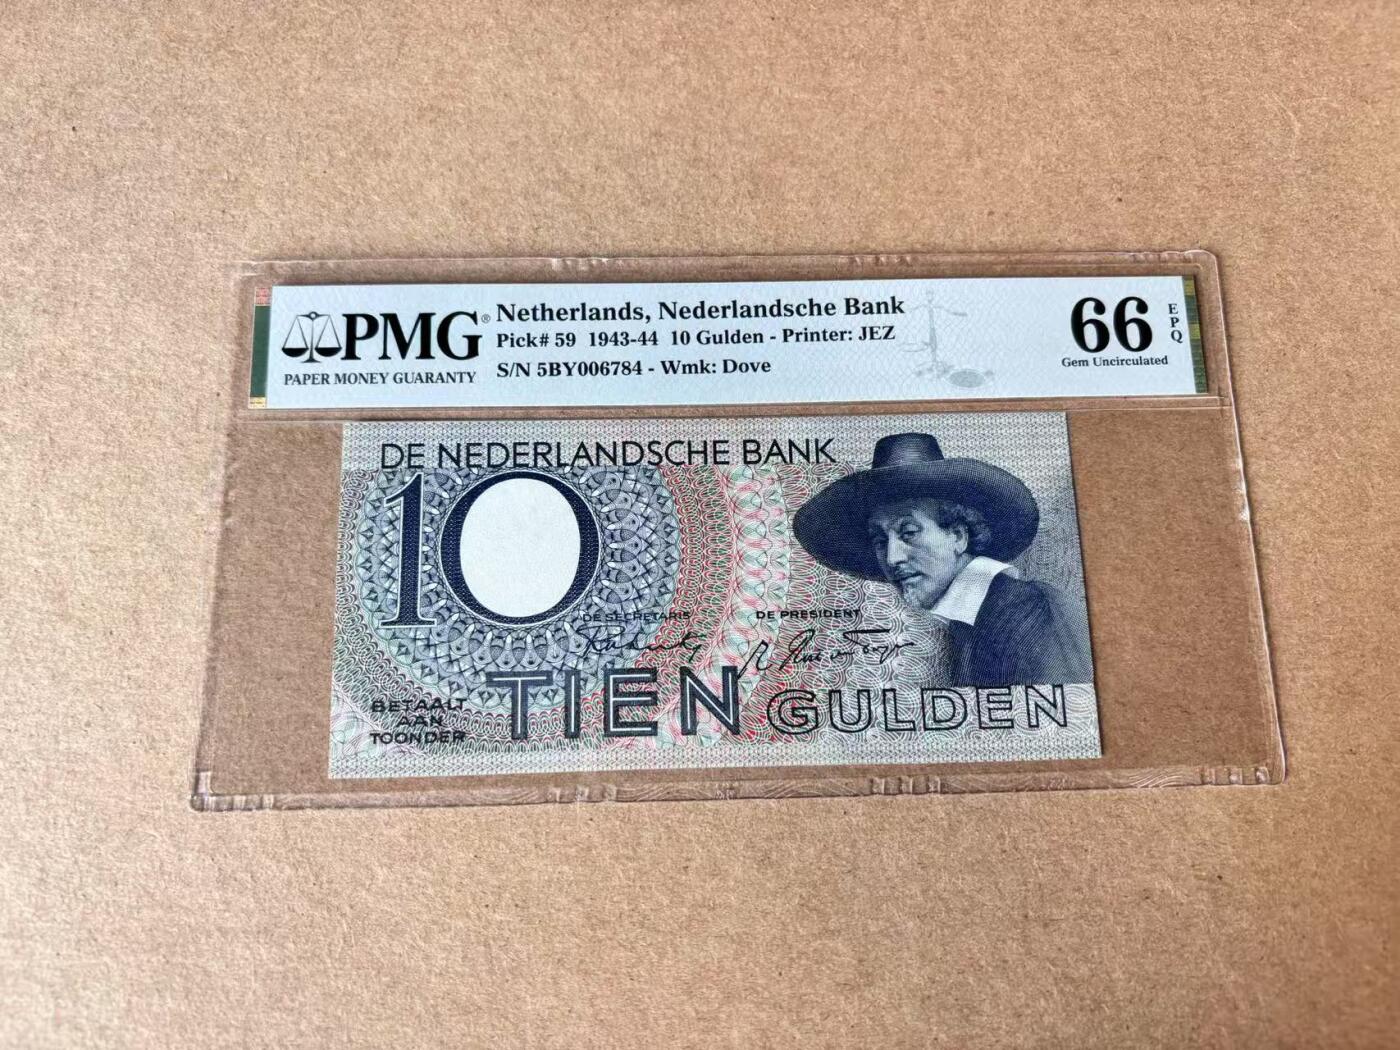 PMG®
PAPER MONEY GUARANTY
Netherlands, Nederlandsche Bank
Pick# 59 1943-44 10 Gulden - Printer: JEZ
S/N 5BY006784 - Wmk: Dove
66
EPQ
Gem Uncirculated
DE NEDERLANDSCHE BANK
10
DE SECRETARIS
DE PRESIDENT
BETAALT
AAN
TOONDER
TIEN GULDEN